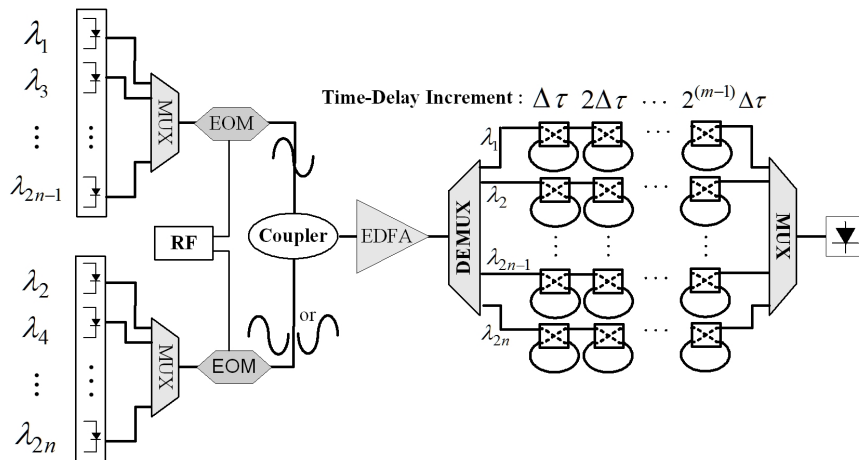 λ1
λ3
⋮ ⋮
λ2n−1
MUX
EOM
RF
Coupler
or
λ2
λ4
⋮ ⋮
λ2n
MUX
EOM
EDFA
Time-Delay Increment : Δτ 2Δτ ⋯ 2^(m−1)Δτ
DEMUX
λ1 ⋯
λ2 ⋯
⋮ ⋮ ⋮ ⋮
λ2n−1 ⋯
λ2n ⋯
MUX